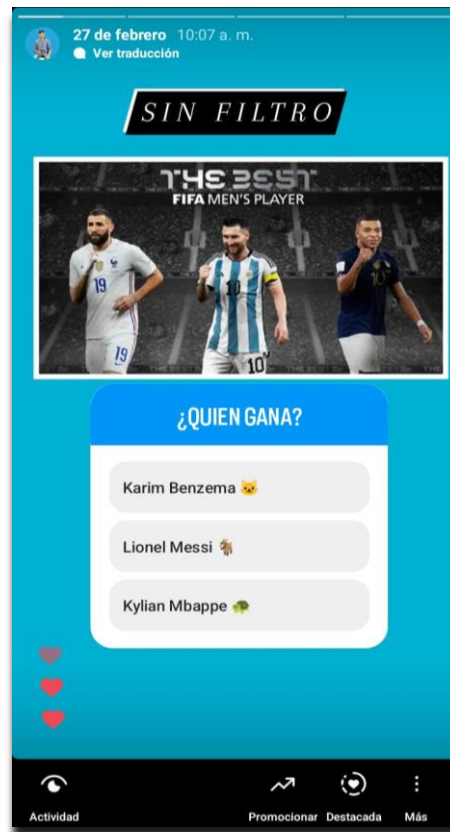 27 de febrero 10:07 a. m.
Ver traducción
SIN FILTRO
THE BEST
FIFA MEN'S PLAYER
19
19
10
10
10
¿QUIEN GANA?
Karim Benzema 🐱
Lionel Messi 🐐
Kylian Mbappe 🐢
Actividad
Promocionar
Destacada
Más